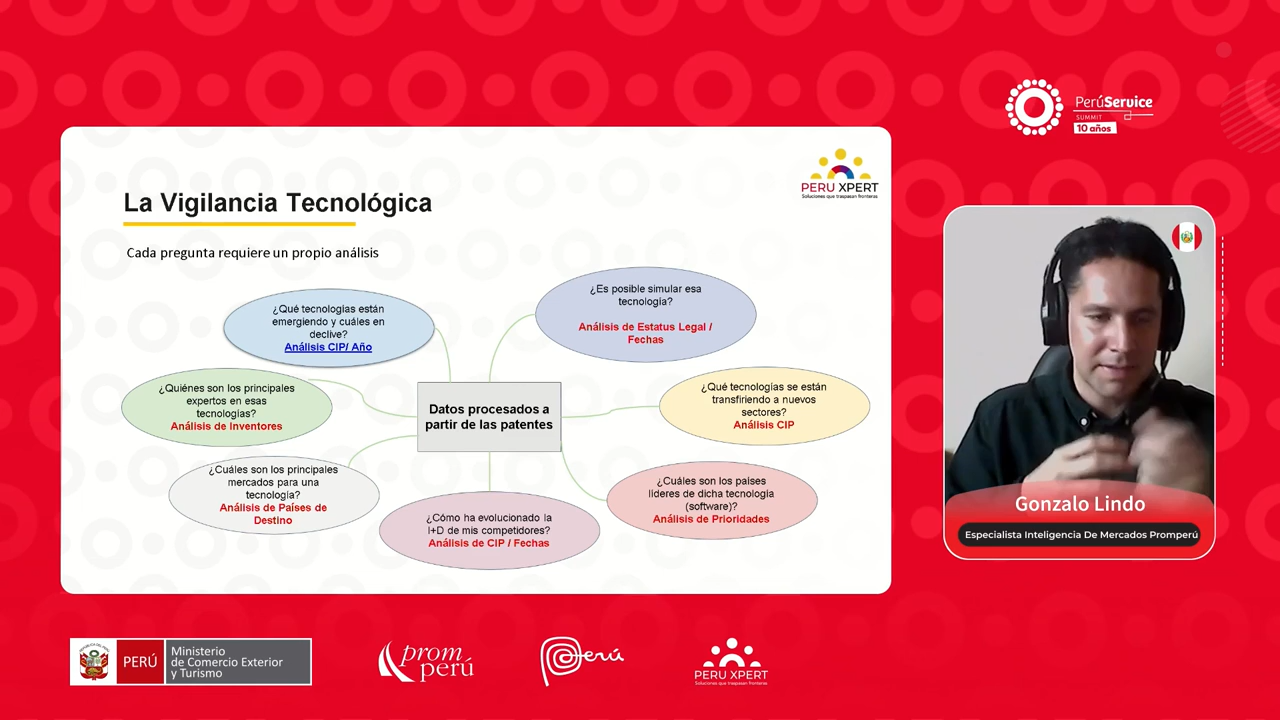 PerúService
SUMMIT
10 años
PERU XPERT
Soluciones que traspasan fronteras
La Vigilancia Tecnológica
Cada pregunta requiere un propio análisis
¿Qué tecnologías están
emergiendo y cuáles en
declive?
Análisis CIP/ Año
¿Es posible simular esa
tecnología?
Análisis de Estatus Legal /
Fechas
¿Quiénes son los principales
expertos en esas
tecnologías?
Análisis de Inventores
Datos procesados a
partir de las patentes
¿Qué tecnologías se están
transfiriendo a nuevos
sectores?
Análisis CIP
¿Cuáles son los principales
mercados para una
tecnología?
Análisis de Países de
Destino
¿Cómo ha evolucionado la
I+D de mis competidores?
Análisis de CIP / Fechas
¿Cuáles son los países
líderes de dicha tecnología
(software)?
Análisis de Prioridades
Gonzalo Lindo
Especialista Inteligencia De Mercados Promperú
PERÚ
Ministerio
de Comercio Exterior
y Turismo
prom
perú
Perú
PERU XPERT
Soluciones que traspasan fronteras